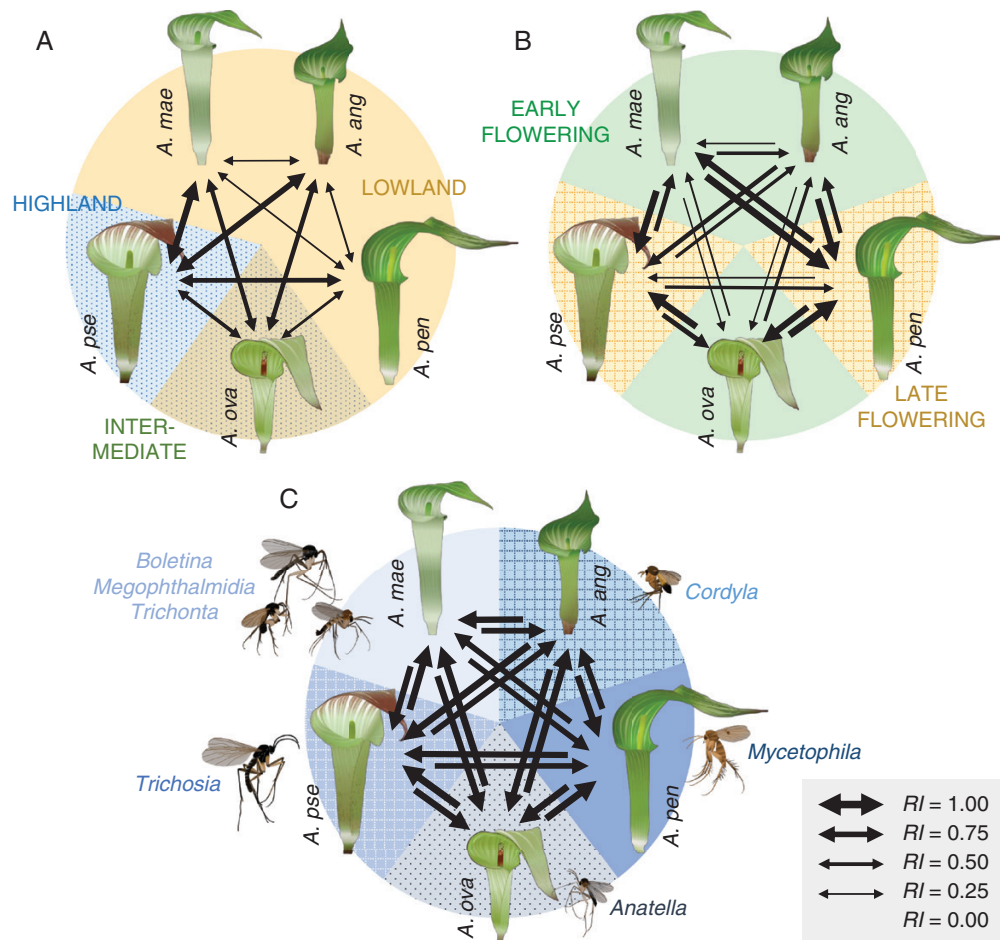 A
A. mae
A. ang
HIGHLAND
LOWLAND
A. pse
A. pen
A. ova
INTER-
MEDIATE
B
EARLY
FLOWERING
A. mae
A. ang
A. pse
A. pen
A. ova
LATE
FLOWERING
C
Boletina
Megophthalmidia
Trichonta
A. mae
A. ang
Cordyla
Trichosia
A. pse
A. pen
Mycetophila
A. ova
Anatella
RI = 1.00
RI = 0.75
RI = 0.50
RI = 0.25
RI = 0.00